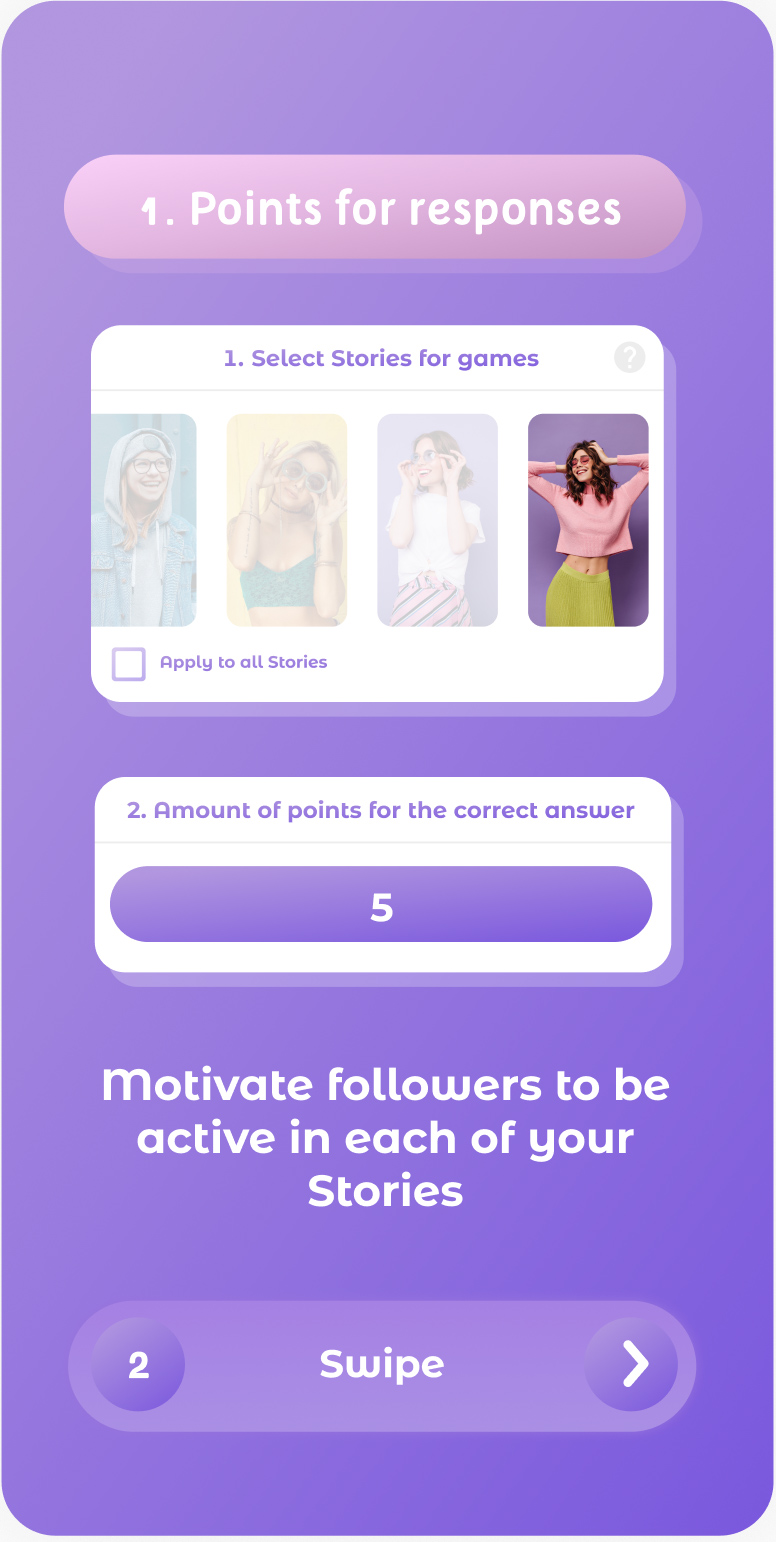 1. Points for responses
1. Select Stories for games
?
Apply to all Stories
2. Amount of points for the correct answer
5
Motivate followers to be
active in each of your
Stories
2
Swipe